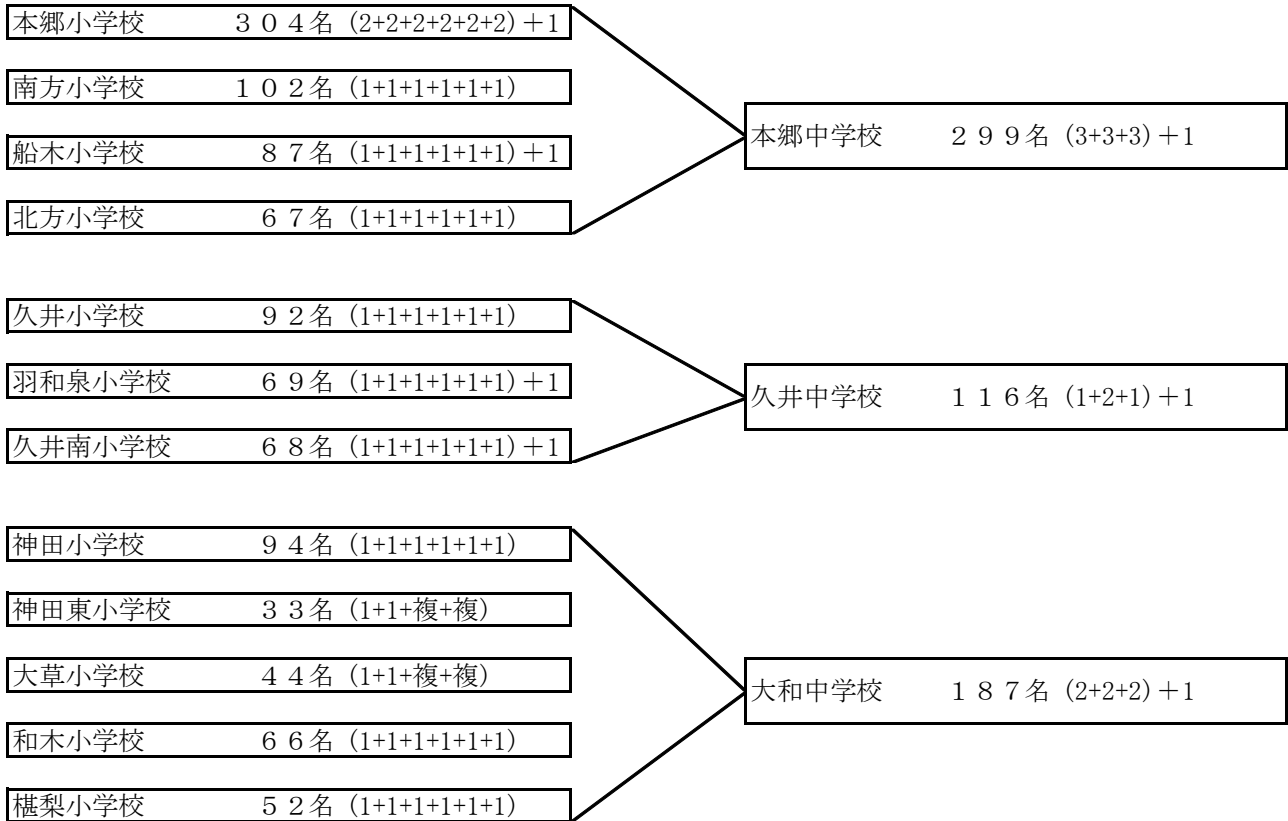 本郷小学校 304名 (2+2+2+2+2+2)+1
南方小学校 102名 (1+1+1+1+1+1)
船木小学校 87名 (1+1+1+1+1+1)+1
北方小学校 67名 (1+1+1+1+1+1)
本郷中学校 299名 (3+3+3)+1
久井小学校 92名 (1+1+1+1+1+1)
羽和泉小学校 69名 (1+1+1+1+1+1)+1
久井南小学校 68名 (1+1+1+1+1+1)+1
久井中学校 116名 (1+2+1)+1
神田小学校 94名 (1+1+1+1+1+1)
神田東小学校 33名 (1+1+複+複)
大草小学校 44名 (1+1+複+複)
和木小学校 66名 (1+1+1+1+1+1)
椹梨小学校 52名 (1+1+1+1+1+1)
大和中学校 187名 (2+2+2)+1